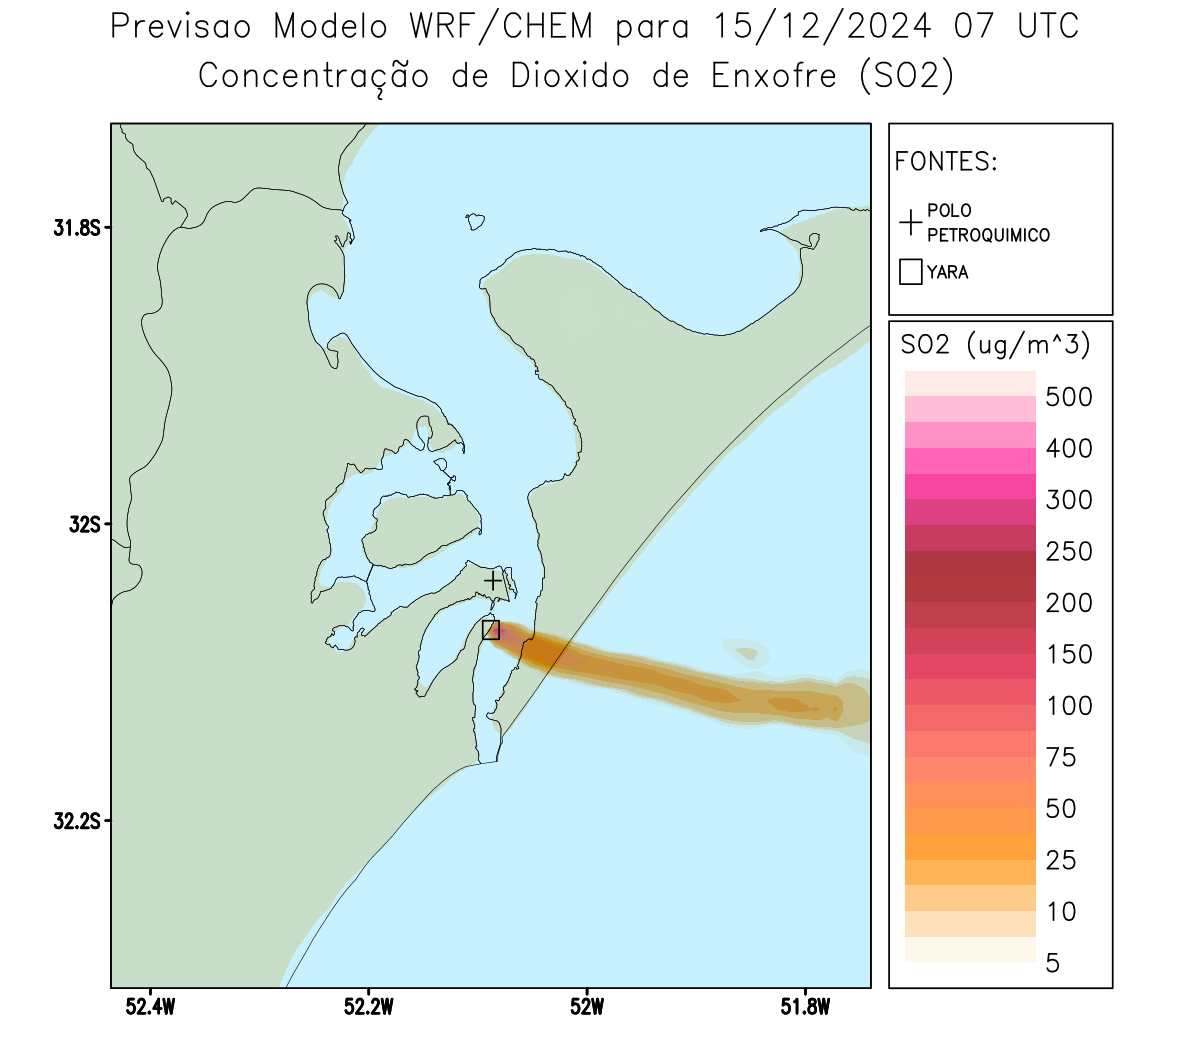 Previsao Modelo WRF/CHEM para 15/12/2024 07 UTC
Concentração de Dioxido de Enxofre (SO2)
FONTES:
POLO
PETROQUIMICO
YARA
31.8S
32S
32.2S
52.4W
52.2W
52W
51.8W
SO2 (ug/m^3)
500
400
300
250
200
150
100
75
50
25
10
5